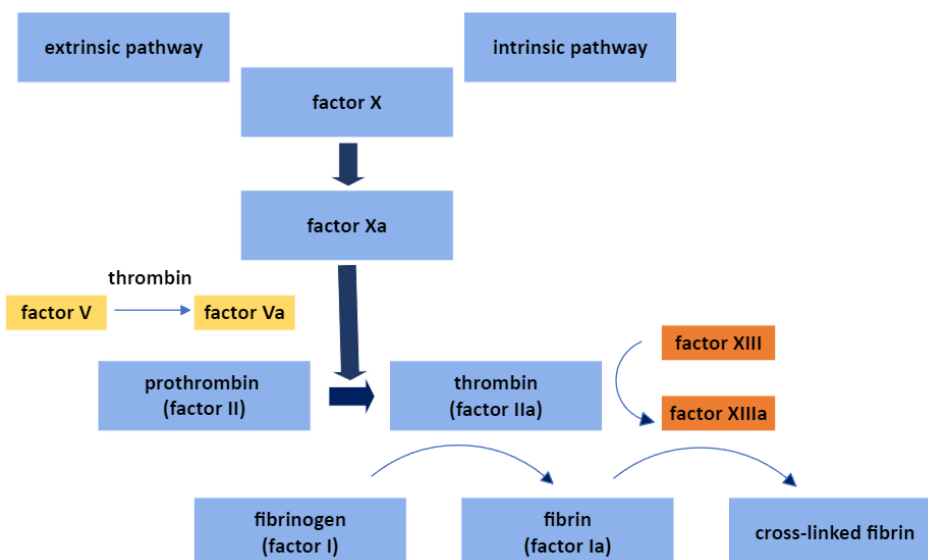 extrinsic pathway
intrinsic pathway
factor X
factor Xa
thrombin
factor V
factor Va
factor XIII
prothrombin
(factor II)
thrombin
(factor IIa)
factor XIIIa
fibrinogen
(factor I)
fibrin
(factor Ia)
cross-linked fibrin